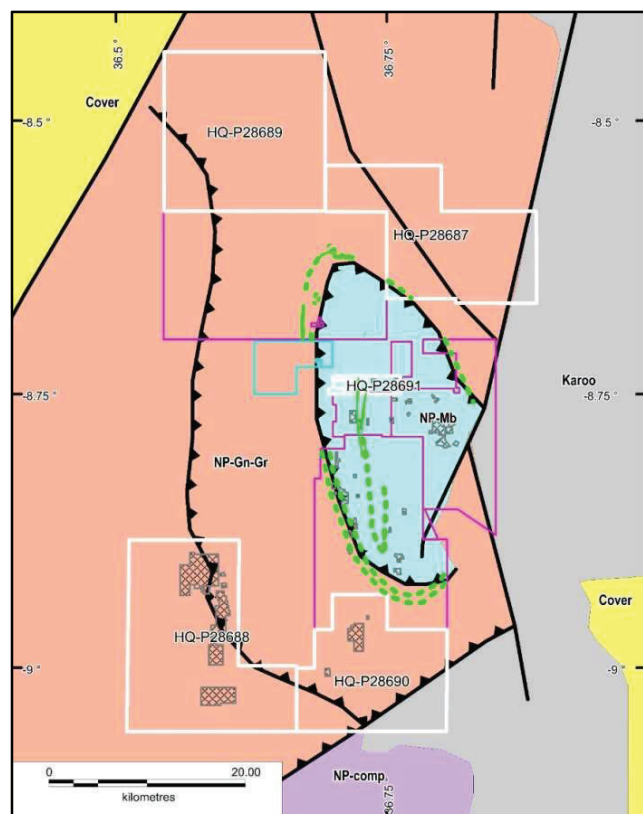 36.5 °
36.75 °
Cover
-8.5 °
-8.5 °
HQ-P28689
HQ-P28687
Karoo
-8.75 °
-8.75 °
HQ-P28691
NP-Mb
NP-Gn-Gr
Cover
HQ-P28688
-9 °
-9 °
HQ-P28690
0
20.00
kilometres
NP-comp.
36.75 °